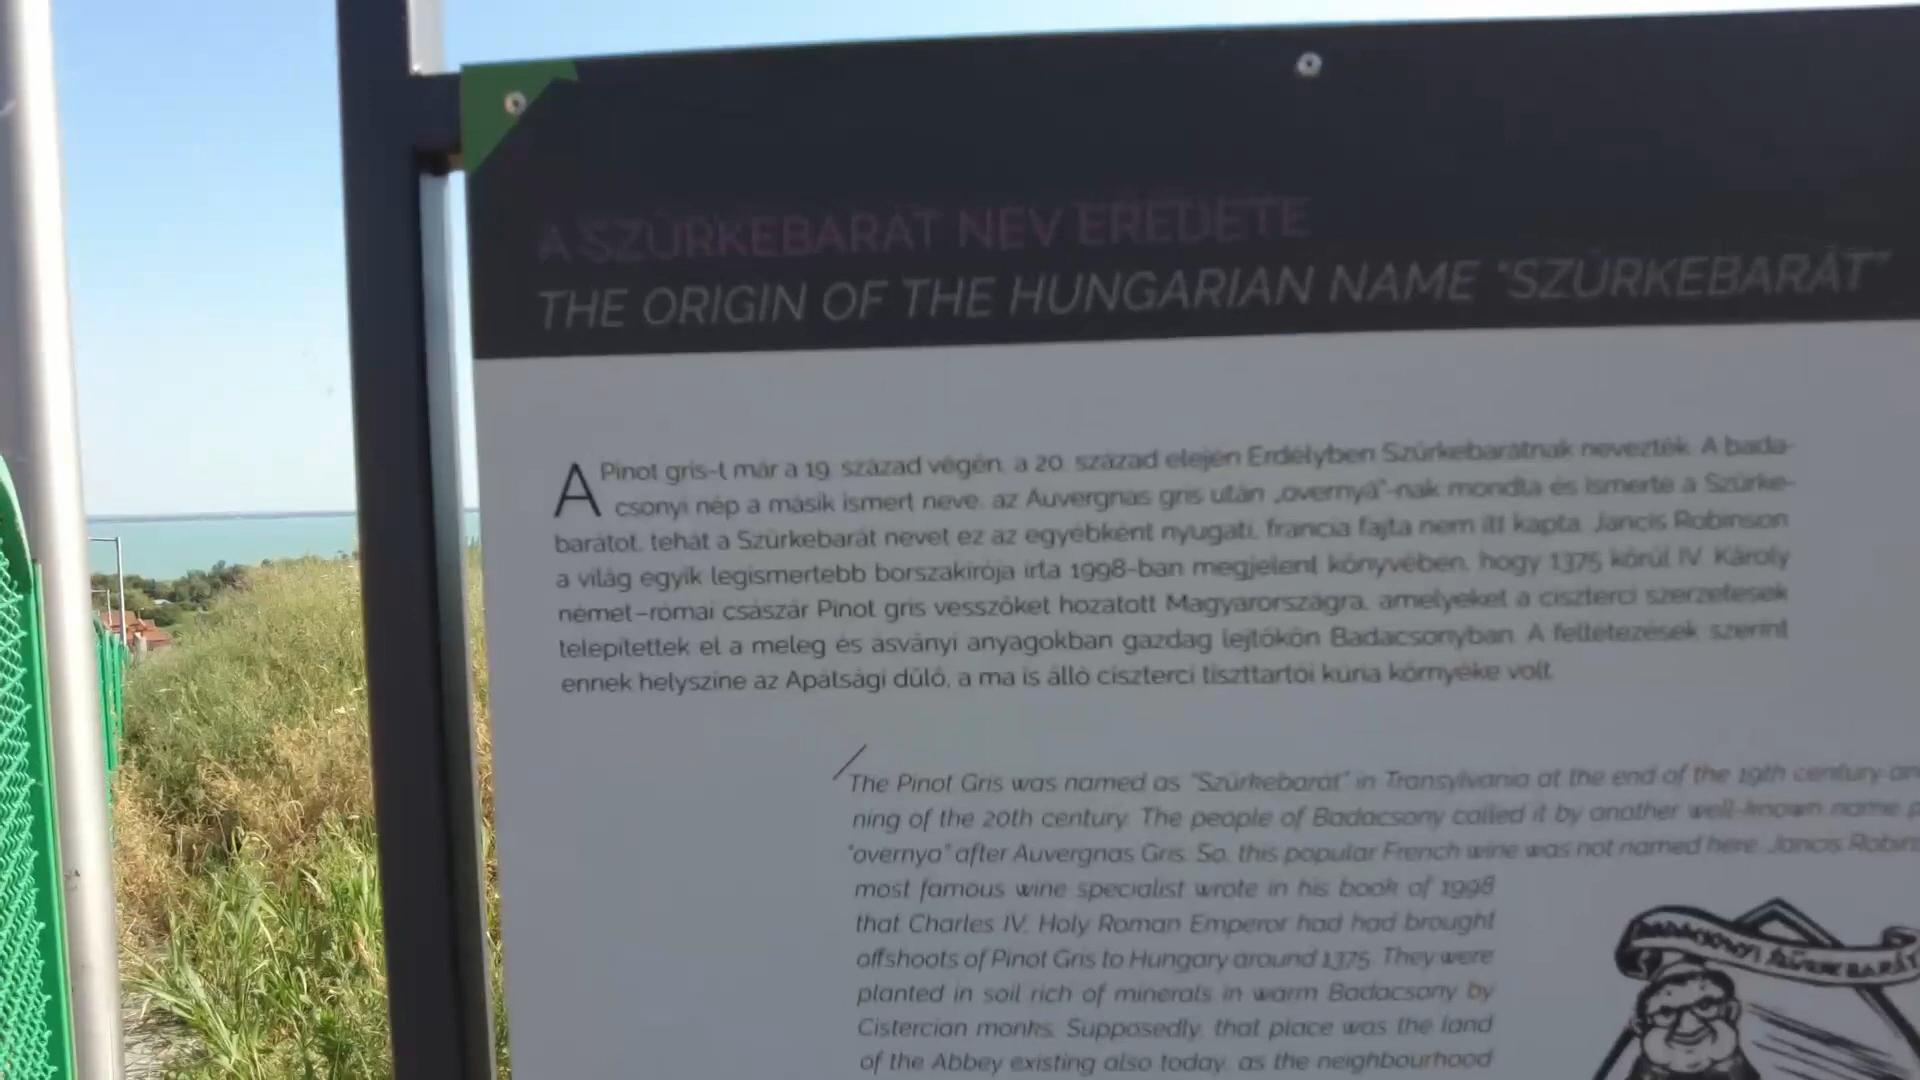 A SZÜRKEBARÁT NÉV EREDETE
THE ORIGIN OF THE HUNGARIAN NAME "SZÜRKEBARÁT"
A Pinot gris-t már a 19. század végén, a 20. század elején Erdélyben Szürkebarátnak nevezték. A bada-
csonyi nép a másik ismert neve, az Auvergnas gris után „overnyá"-nak mondta és ismerte a Szürke-
barátot, tehát a Szürkebarát nevet ez az egyébként nyugati, francia fajta nem itt kapta. Jancis Robinson
a világ egyik legismertebb borszakírója írta 1998-ban megjelent könyvében, hogy 1375 körül IV. Károly
német-római császár Pinot gris vesszőket hozatott Magyarországra, amelyeket a ciszterci szerzetesek
telepítettek el a meleg és ásványi anyagokban gazdag lejtőkön Badacsonyban. A feltételezések szerint
ennek helyszíne az Apátsági dűlő, a ma is álló ciszterci tiszttartói kúria környéke volt.
The Pinot Gris was named as "Szürkebarát" in Transylvania at the end of the 19th century
ning of the 20th century. The people of Badacsony called it by another well-known name
"overnya" after Auvergnas Gris. So, this popular French wine was not named here. Jancis
most famous wine specialist wrote in his book of 1998
that Charles IV. Holy Roman Emperor had had brought
offshoots of Pinot Gris to Hungary around 1375. They were
planted in soil rich of minerals in warm Badacsony by
Cistercian monks. Supposedly, that place was the land
of the Abbey existing also today, as the neighbourhood
BADACSONYI SZÜRKEBARÁT